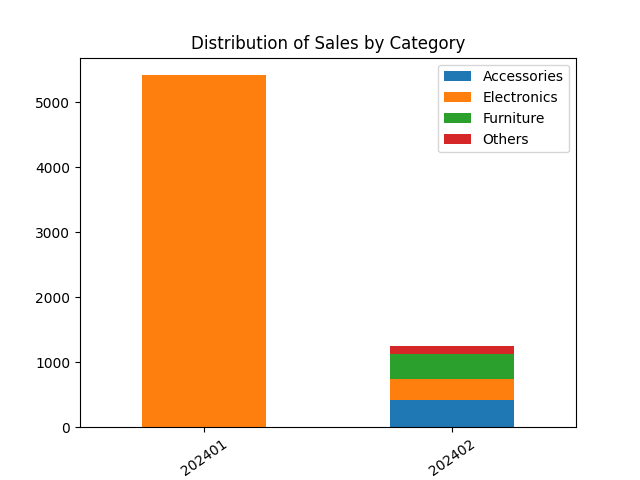 Distribution of Sales by Category
Accessories
Electronics
Furniture
Others
5000
4000
3000
2000
1000
0
202401
202402